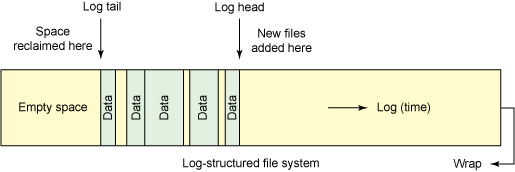 Log tail
Log head
Space
reclaimed here
New files
added here
Empty space
Data
Data
Data
Data
Data
Log (time)
Log-structured file system
Wrap